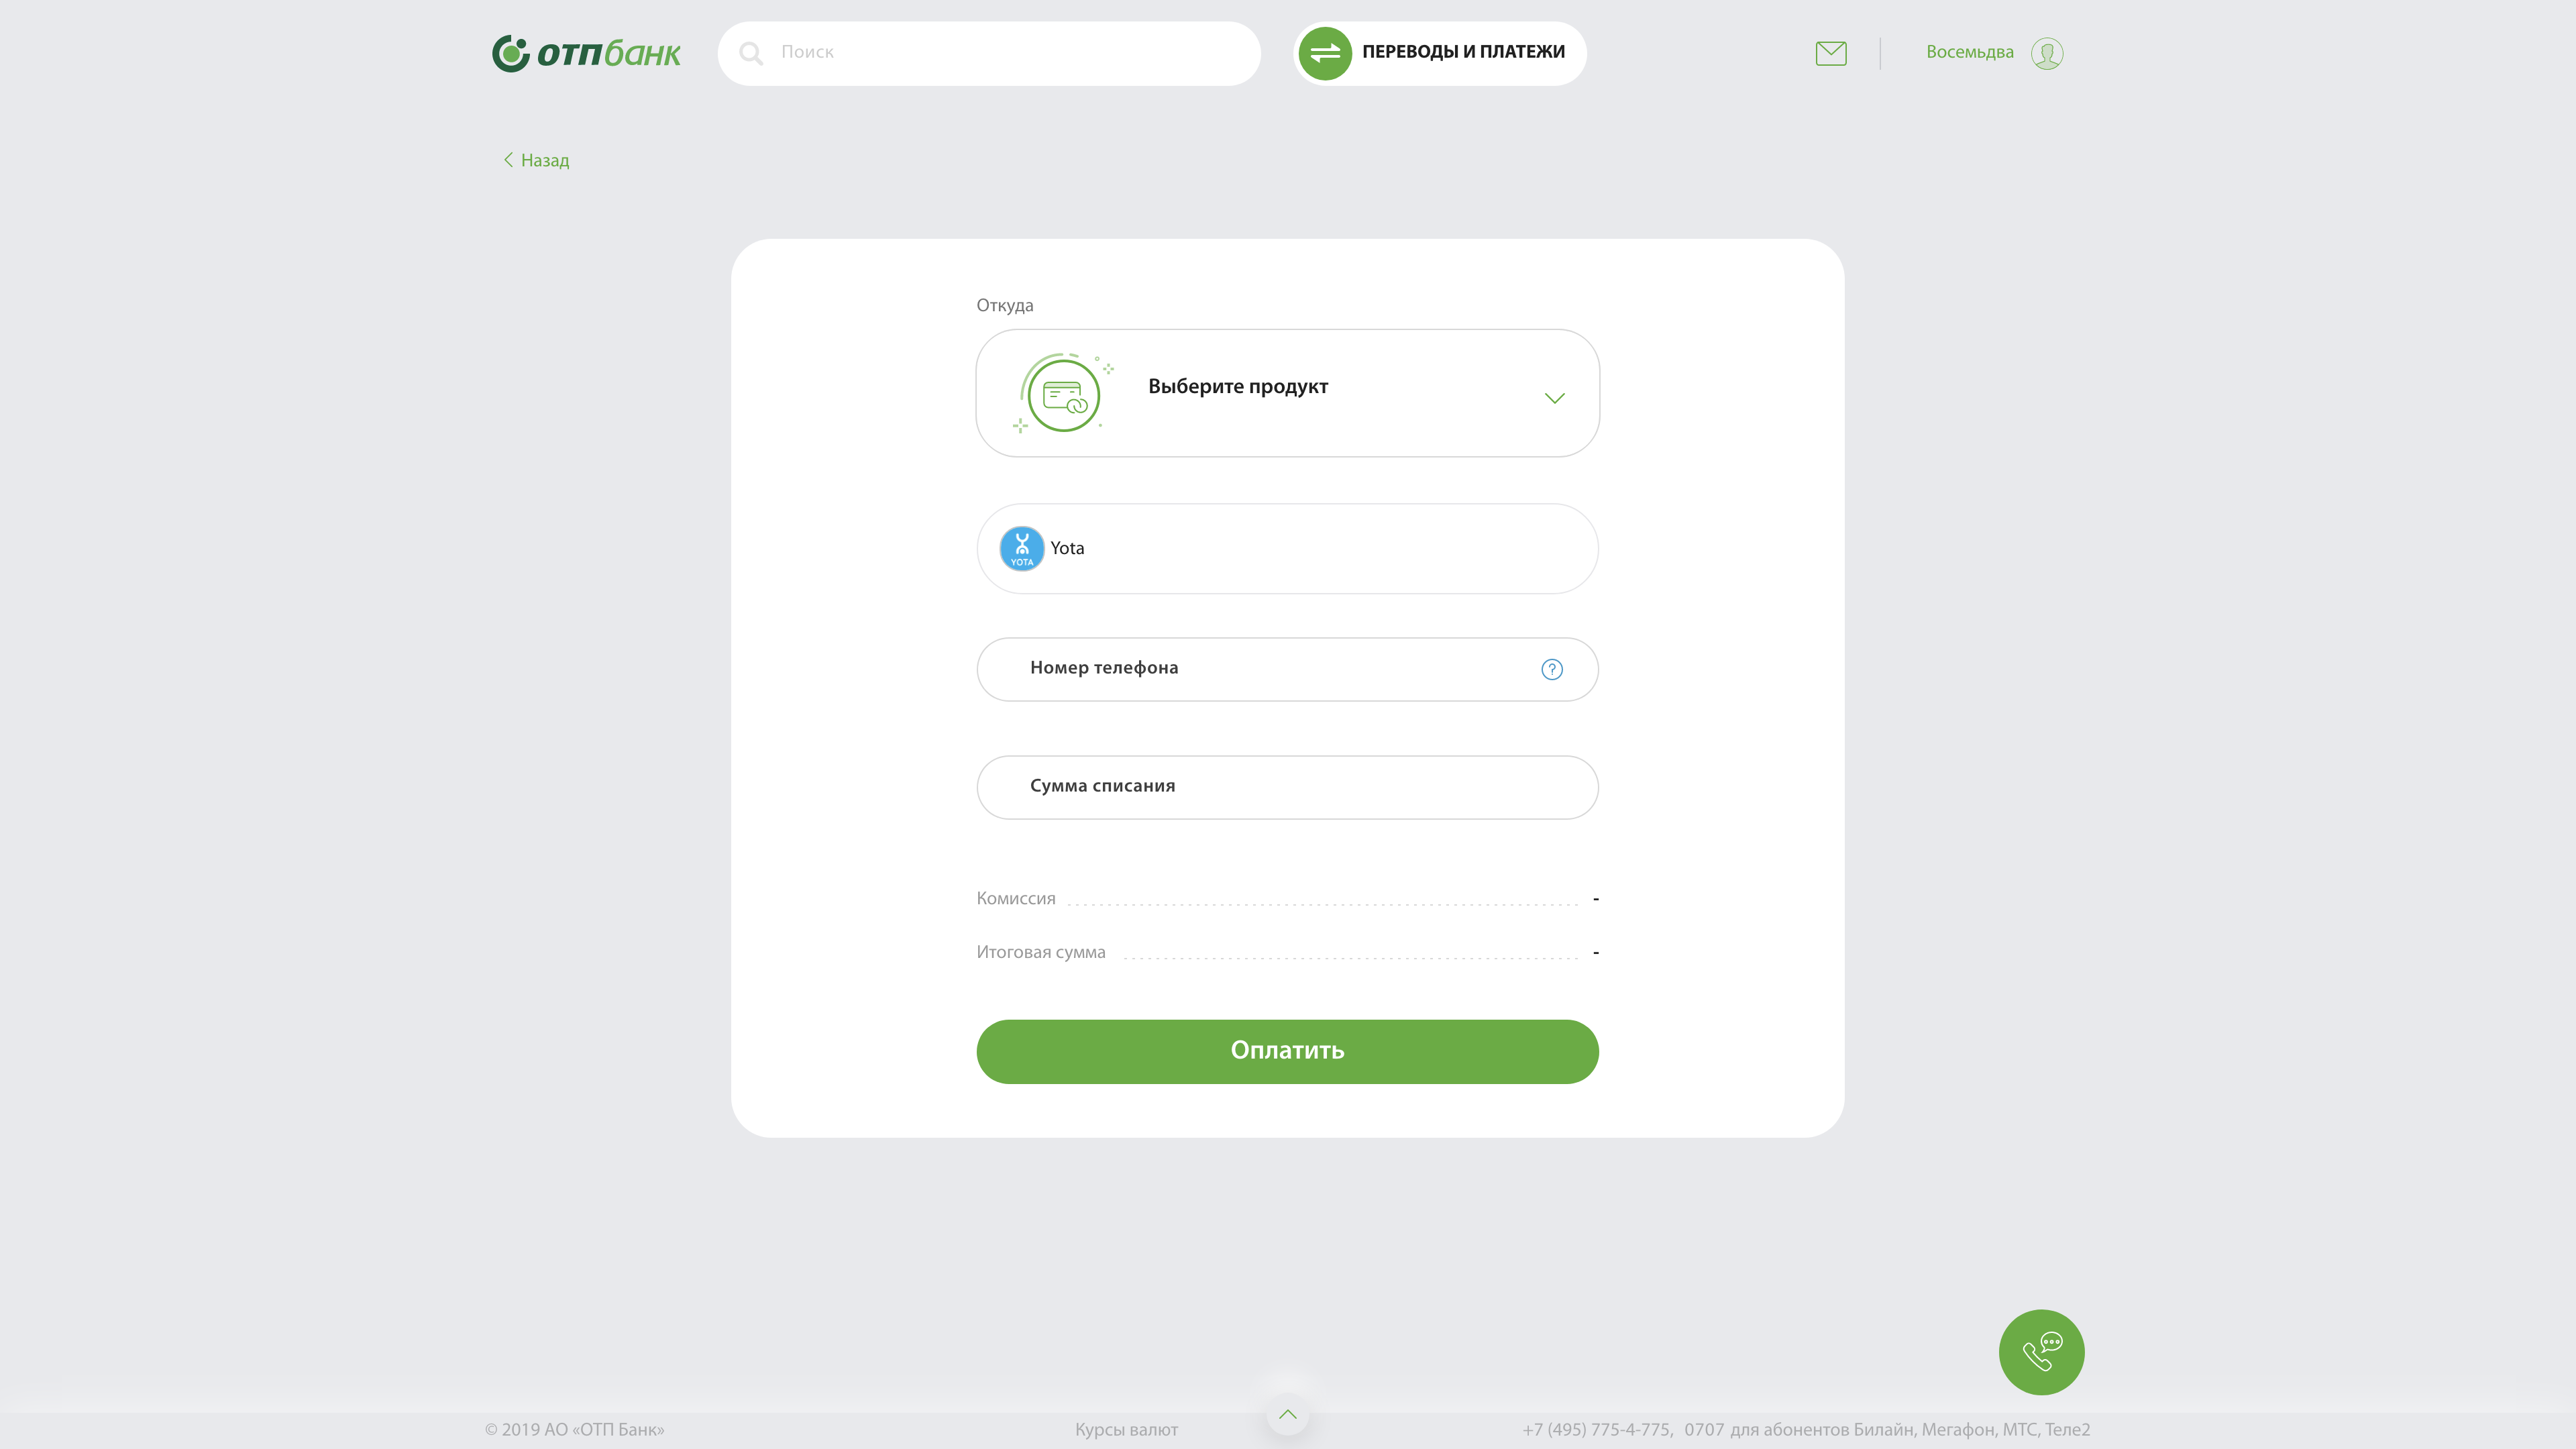 отпбанк
Поиск
ПЕРЕВОДЫ И ПЛАТЕЖИ
Восемьдва
Назад
Откуда
Выберите продукт
YOTA
Yota
Номер телефона
?
Сумма списания
Комиссия -
Итоговая сумма -
Оплатить
© 2019 АО «ОТП Банк»
Курсы валют
+7 (495) 775-4-775, 0707 для абонентов Билайн, Мегафон, МТС, Теле2